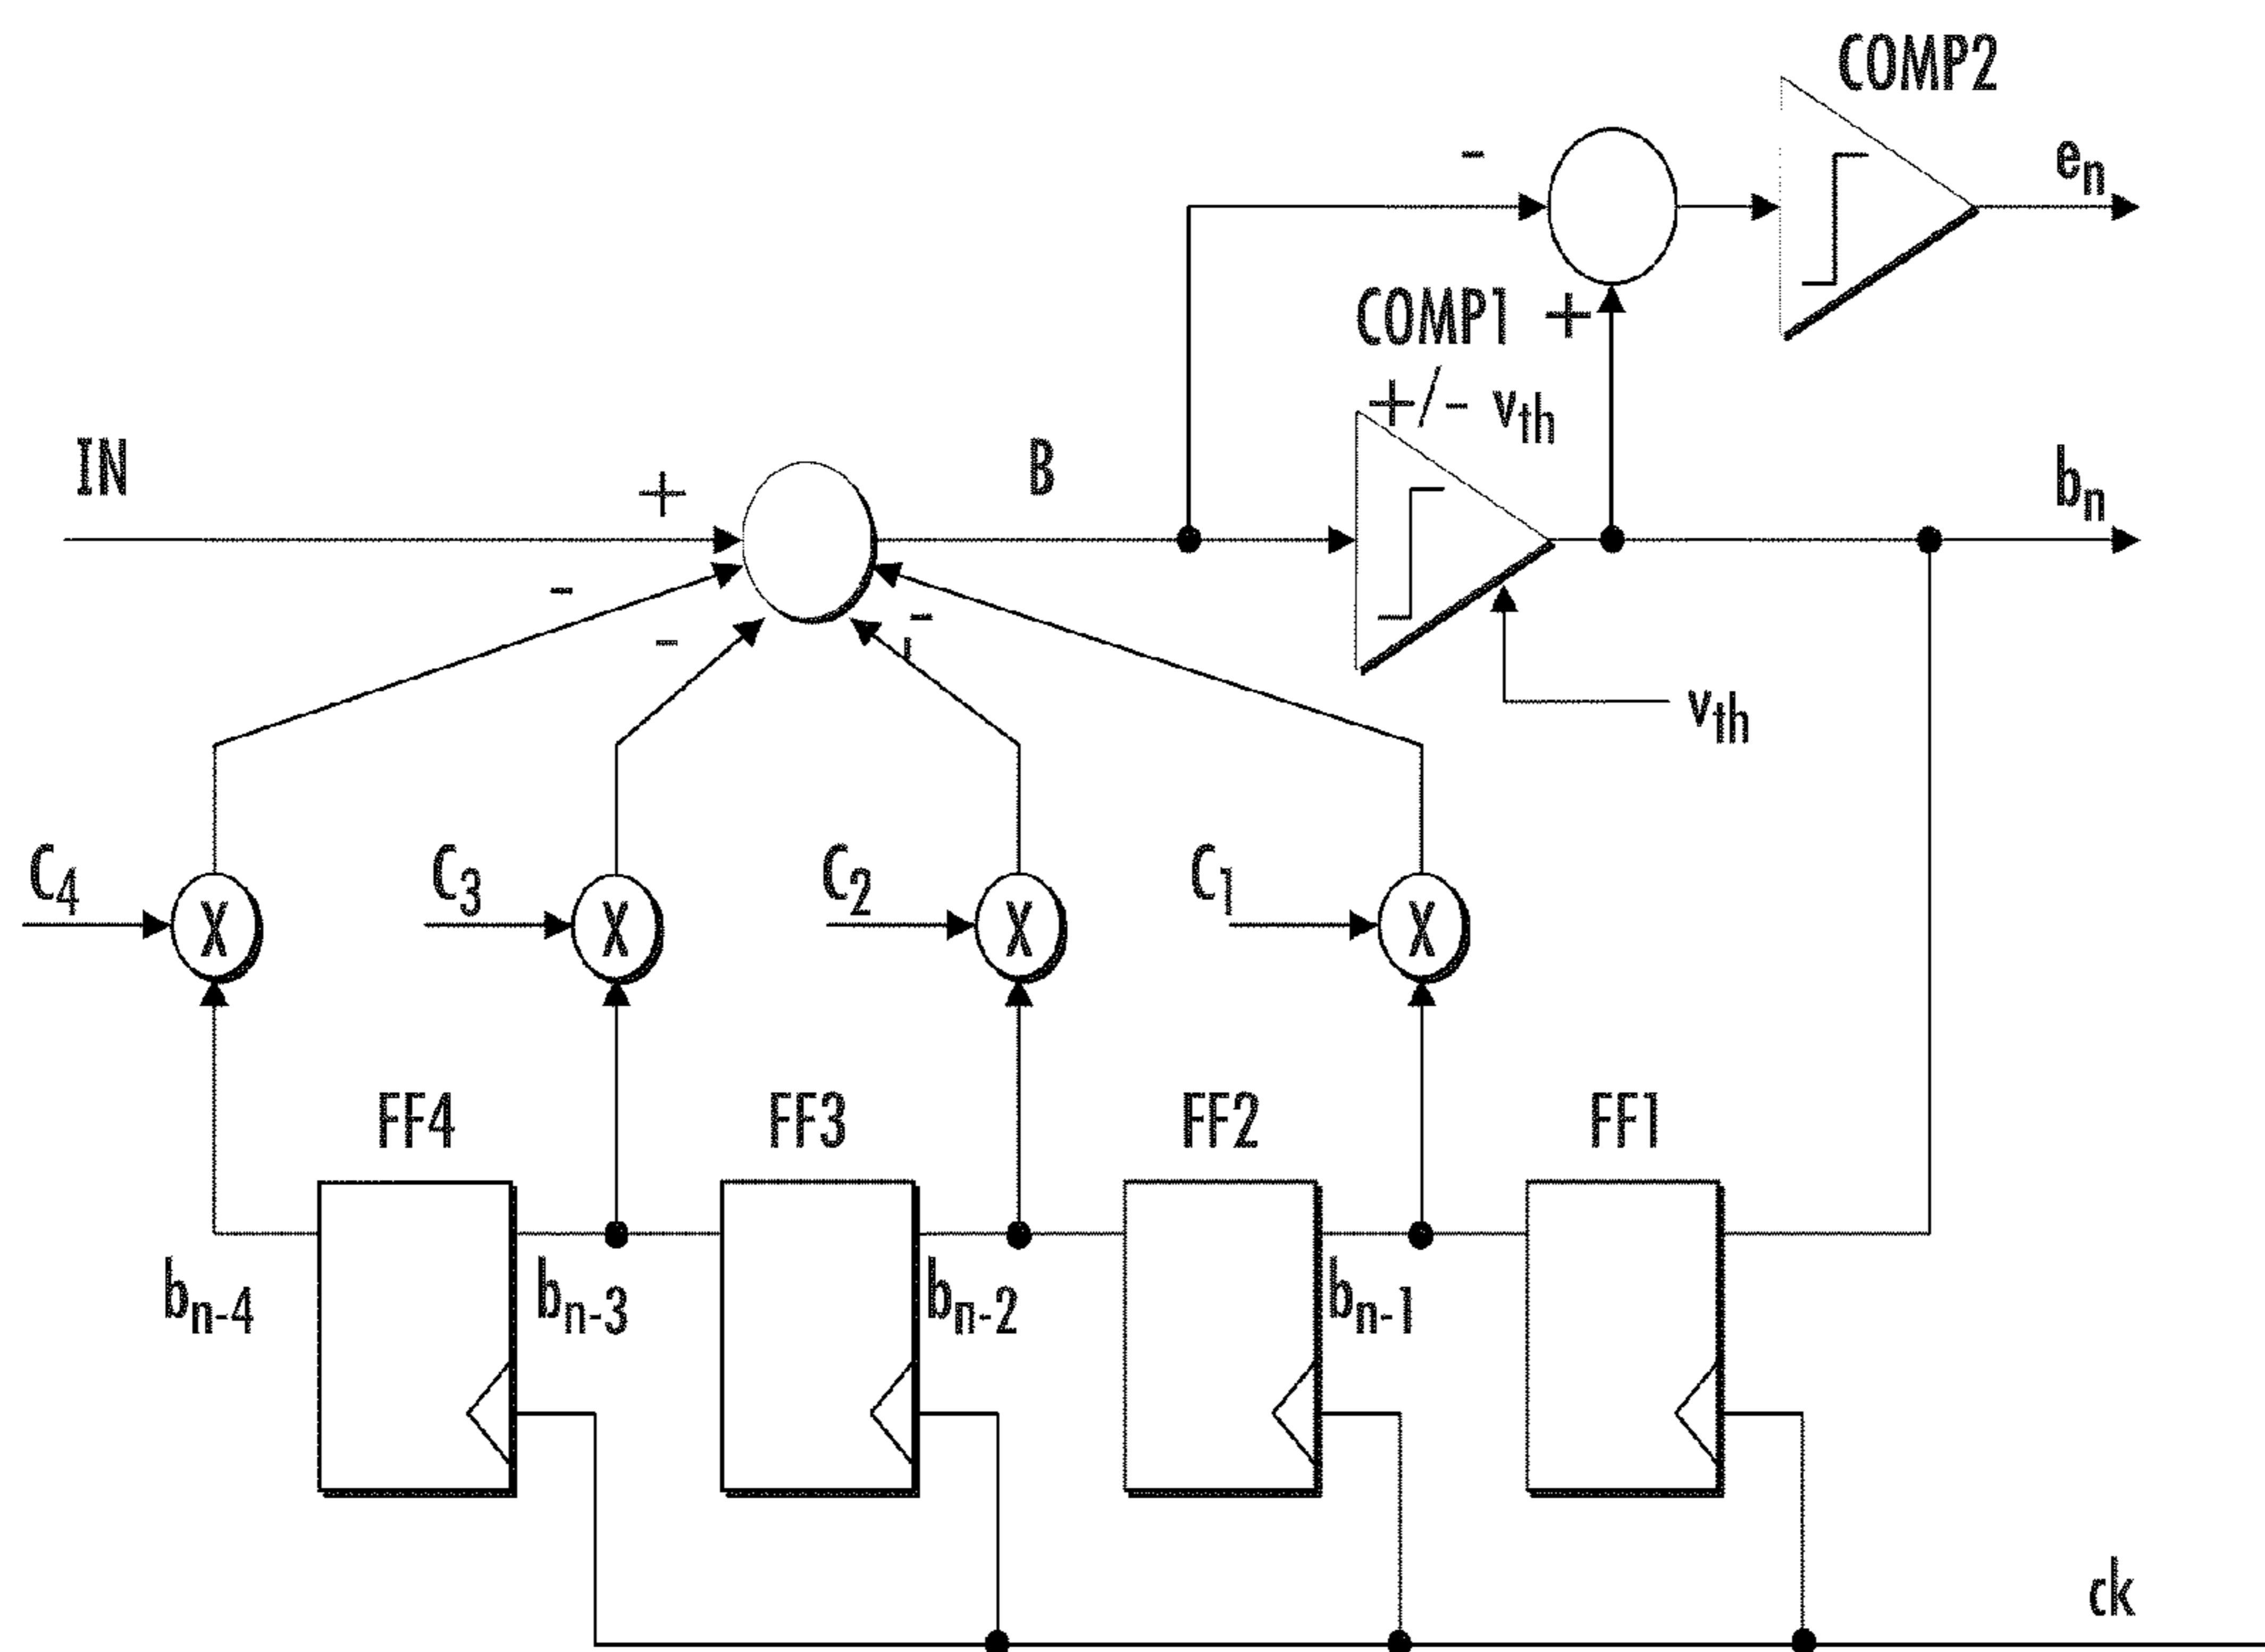 COMP2
e_n
-
COMP1 +
+/- v_th
IN + B b_n
- - -
v_th
C_4 C_3 C_2 C_1
X X X X
FF4 FF3 FF2 FF1
b_n-4 b_n-3 b_n-2 b_n-1
ck